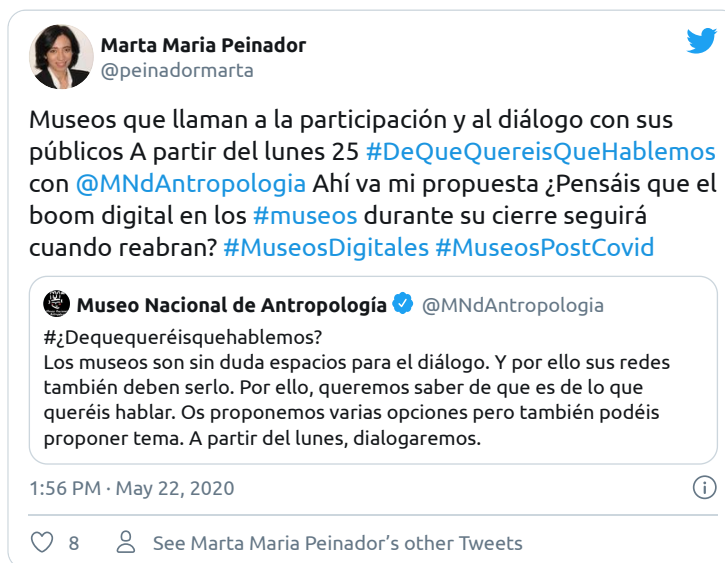 Marta Maria Peinador
@peinadormarta
Museos que llaman a la participación y al diálogo con sus
públicos A partir del lunes 25 #DeQueQuereisQueHablemos
con @MNdAntropologia Ahí va mi propuesta ¿Pensáis que el
boom digital en los #museos durante su cierre seguirá
cuando reabran? #MuseosDigitales #MuseosPostCovid
Museo Nacional de Antropología @MNdAntropologia
#¿Dequequeréisquehablemos?
Los museos son sin duda espacios para el diálogo. Y por ello sus redes
también deben serlo. Por ello, queremos saber de que es de lo que
queréis hablar. Os proponemos varias opciones pero también podéis
proponer tema. A partir del lunes, dialogaremos.
1:56 PM · May 22, 2020
8 See Marta Maria Peinador's other Tweets